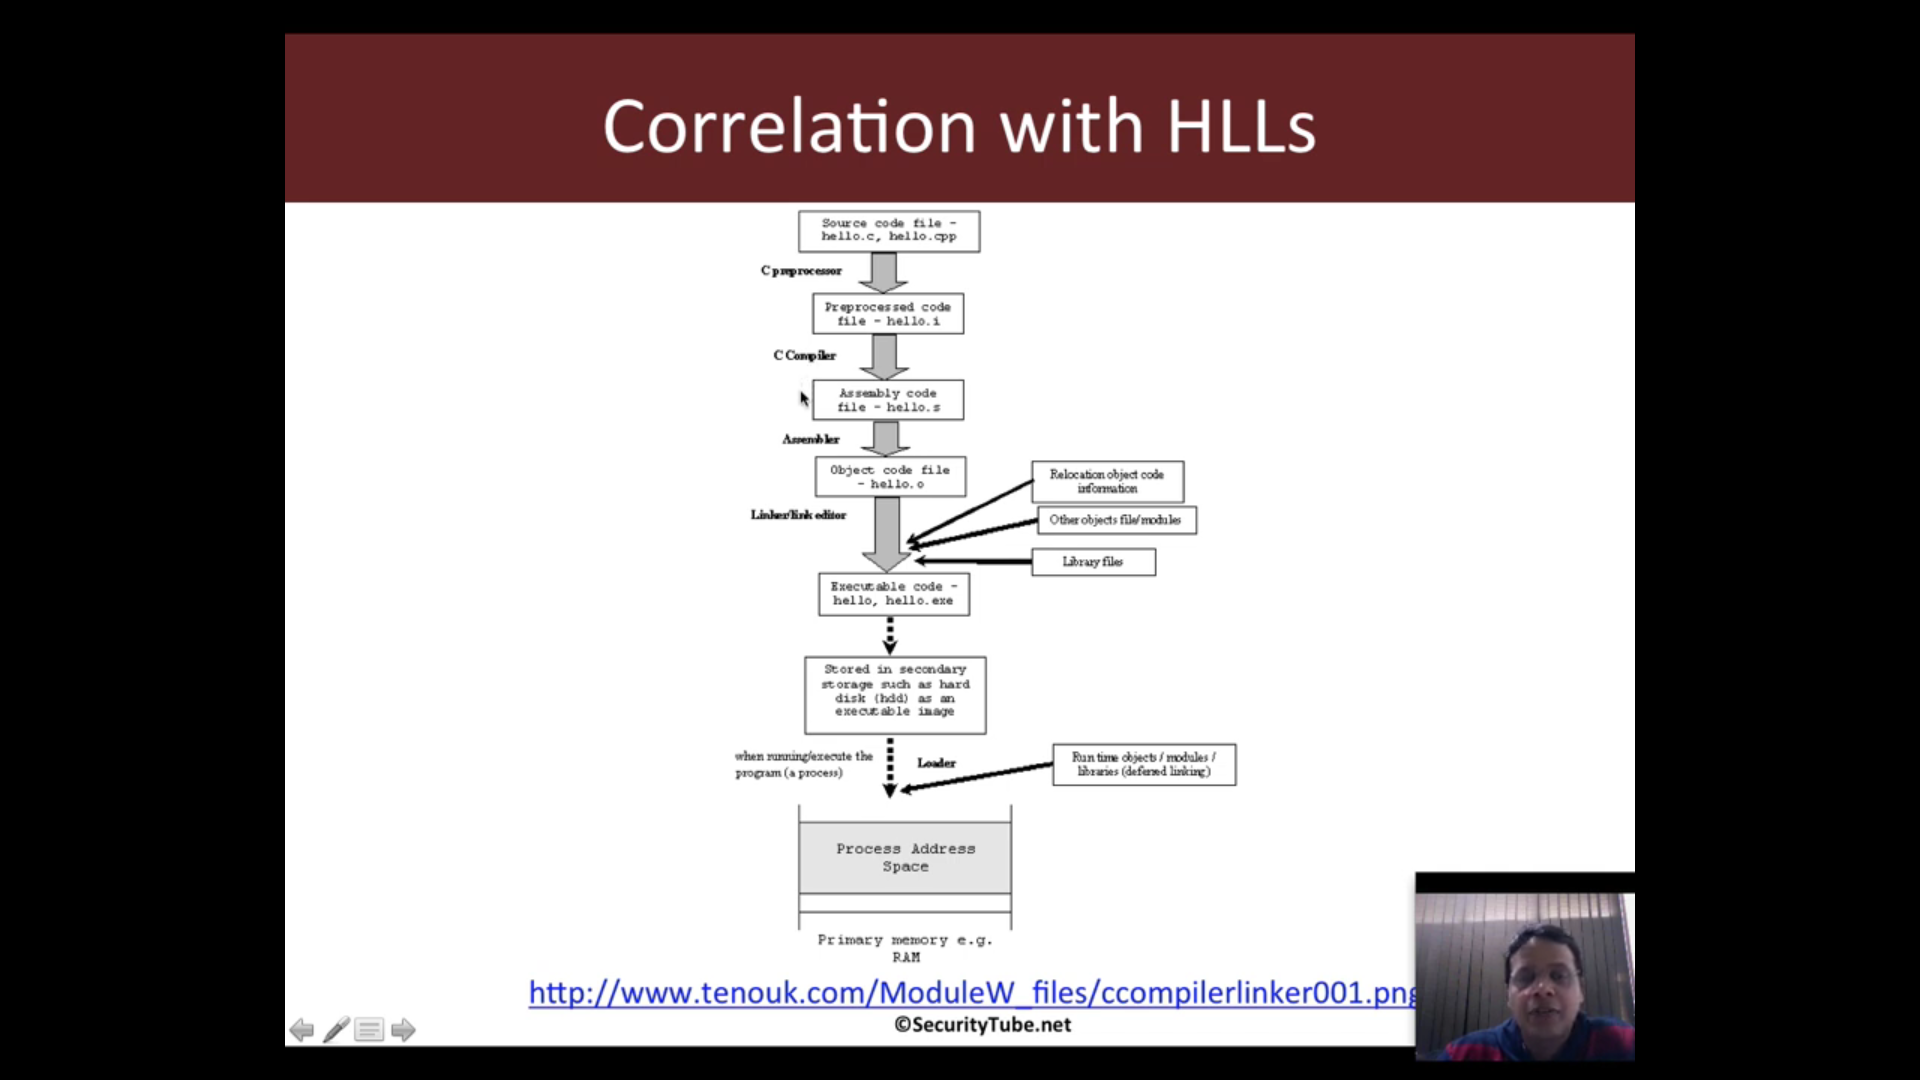 Correlation with HLLs
Source code file -
hello.c, hello.cpp
C preprocessor
Preprocessed code
file - hello.i
C Compiler
Assembly code
file - hello.s
Assembler
Object code file
- hello.o
Relocation object code
information
Linker/link editor
Other objects file/modules
Library files
Executable code -
hello, hello.exe
Stored in secondary
storage such as hard
disk (hdd) as an
executable image
when running/execute the
program (a process)
Loader
Run time objects / modules /
libraries (deferred linking)
Process Address
Space
Primary memory e.g.
RAM
http://www.tenouk.com/ModuleW_files/ccompilerlinker001.png
©SecurityTube.net